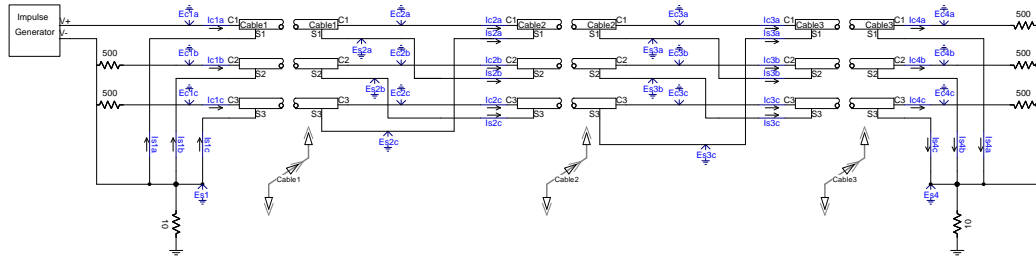 Impulse
Generator
V+
V-
Ec1a
Ic1a
C1
Cable1
S1
Cable1
C1
S1
Ec2a
Es2a
Ic2a
Is2a
C1
Cable2
S1
Cable2
C1
S1
Ec3a
Es3a
Ic3a
Is3a
C1
Cable3
S1
Cable3
C1
S1
Ic4a
Ec4a
500
500
Ec1b
Ic1b
C2
S2
C2
S2
Es2b
Ec2b
Ic2b
Is2b
C2
S2
C2
S2
Es3b
Ec3b
Ic3b
Is3b
C2
S2
C2
S2
Ic4b
Ec4b
500
500
Ec1c
Ic1c
C3
S3
C3
S3
Es2c
Ec2c
Ic2c
Is2c
C3
S3
C3
S3
Es3c
Ec3c
Ic3c
Is3c
C3
S3
C3
S3
Ic4c
Ec4c
500
Is1a
Is1b
Is1c
Is4c
Is4b
Is4a
Cable1
Cable2
Cable3
Es1
Es4
10
10